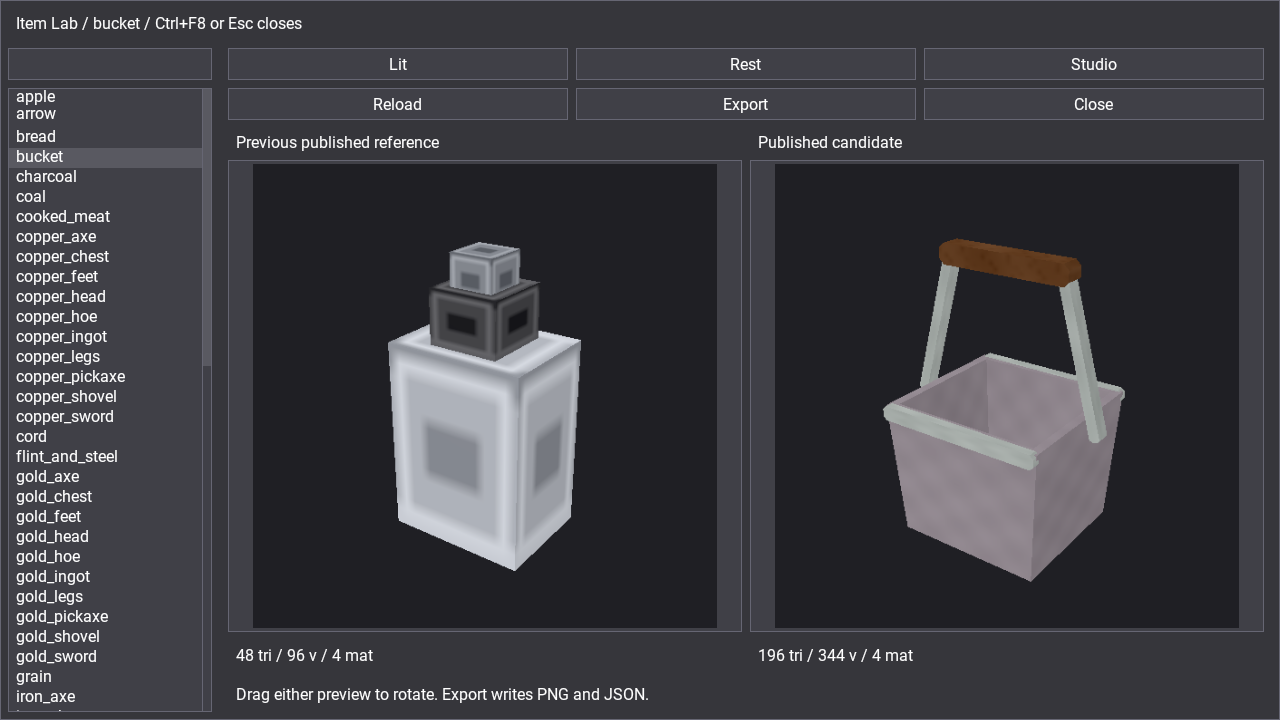 Item Lab / bucket / Ctrl+F8 or Esc closes
Lit
Rest
Studio
Reload
Export
Close
apple
arrow
bread
bucket
charcoal
coal
cooked_meat
copper_axe
copper_chest
copper_feet
copper_head
copper_hoe
copper_ingot
copper_legs
copper_pickaxe
copper_shovel
copper_sword
cord
flint_and_steel
gold_axe
gold_chest
gold_feet
gold_head
gold_hoe
gold_ingot
gold_legs
gold_pickaxe
gold_shovel
gold_sword
grain
iron_axe
Previous published reference
Published candidate
48 tri / 96 v / 4 mat
196 tri / 344 v / 4 mat
Drag either preview to rotate. Export writes PNG and JSON.